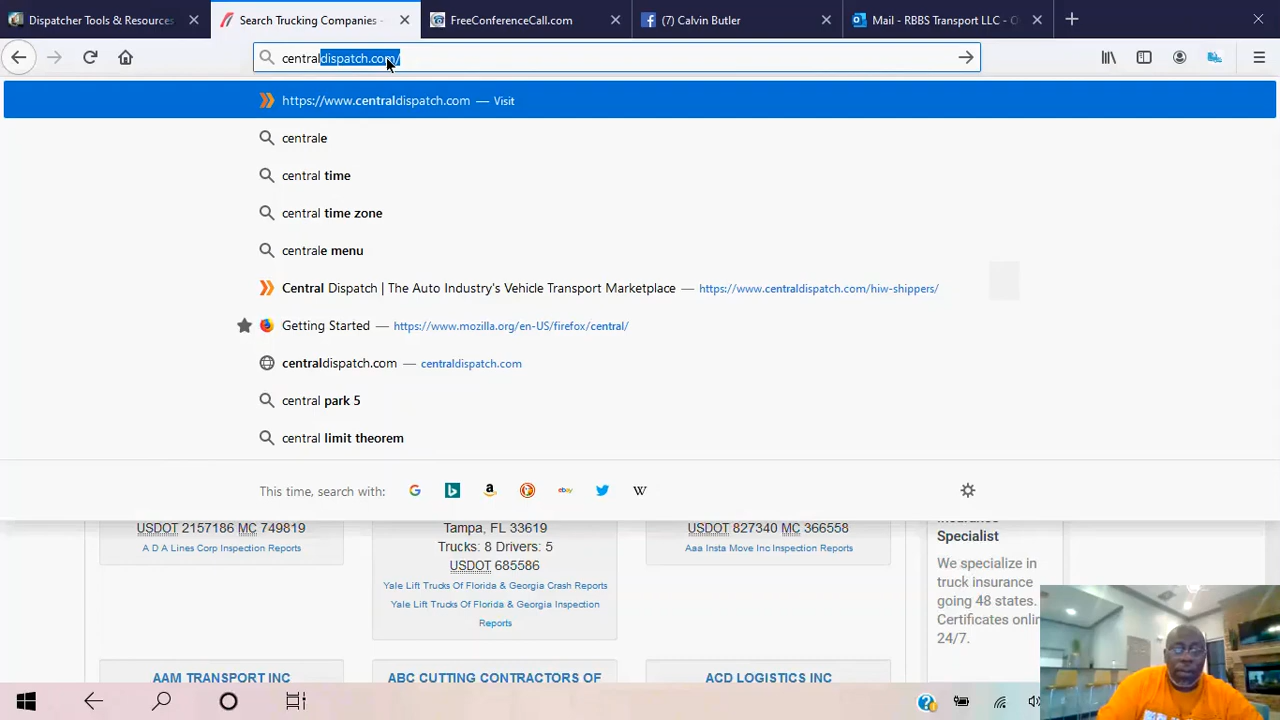 Dispatcher Tools & Resources
Search Trucking Companies -
FreeConferenceCall.com
(7) Calvin Butler
Mail - RBBS Transport LLC - O
centraldispatch.com/
https://www.centraldispatch.com — Visit
centrale
central time
central time zone
centrale menu
Central Dispatch | The Auto Industry's Vehicle Transport Marketplace — https://www.centraldispatch.com/hiw-shippers/
Getting Started — https://www.mozilla.org/en-US/firefox/central/
centraldispatch.com — centraldispatch.com
central park 5
central limit theorem
This time, search with:
USDOT 2157186 MC 749819
A D A Lines Corp Inspection Reports
Tampa, FL 33619
Trucks: 8 Drivers: 5
USDOT 685586
Yale Lift Trucks Of Florida & Georgia Crash Reports
Yale Lift Trucks Of Florida & Georgia Inspection
Reports
USDOT 827340 MC 366558
Aaa Insta Move Inc Inspection Reports
Specialist
We specialize in
truck insurance
going 48 states.
Certificates onlin
24/7.
AAM TRANSPORT INC
ABC CUTTING CONTRACTORS OF
ACD LOGISTICS INC